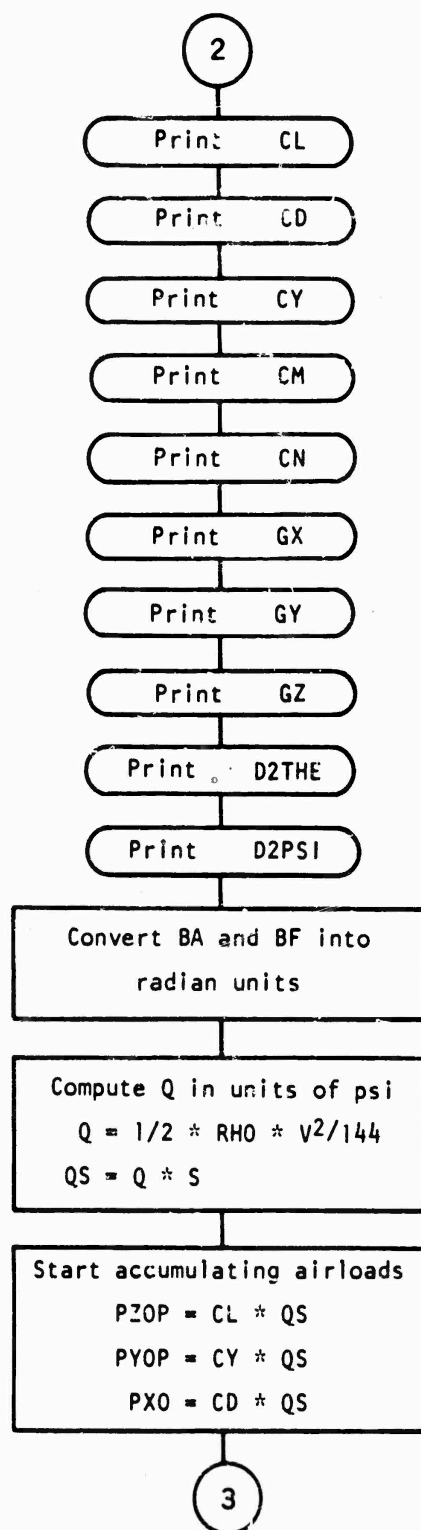 2
Print CL
Print CD
Print CY
Print CM
Print CN
Print GX
Print GY
Print GZ
Print D2THE
Print D2PSI
Convert BA and BF into
radian units
Compute Q in units of psi
Q = 1/2 * RHO * V²/144
QS = Q * S
Start accumulating airloads
PZOP = CL * QS
PYOP = CY * QS
PXO = CD * QS
3